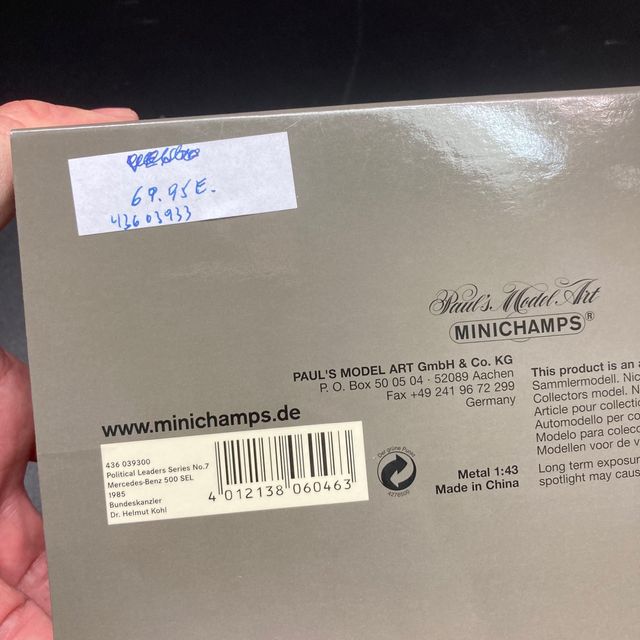 69.95E.
43603933
Paul's Model Art
MINICHAMPS®
PAUL'S MODEL ART GmbH & Co. KG
P. O. Box 50 05 04 · 52089 Aachen
Fax +49 241 96 72 299
Germany
This product is an a
Sammlermodell. Nic
Collectors model. N
Article pour collection
Automodello per coll
Modelo para colecc
Modellen voor de v
www.minichamps.de
436 039300
Political Leaders Series No.7
Mercedes-Benz 500 SEL
1985
Bundeskanzler
Dr. Helmut Kohl
4 012138 060463
Der Grüne Punkt
Metal 1:43
Made in China
Long term exposur
spotlight may caus